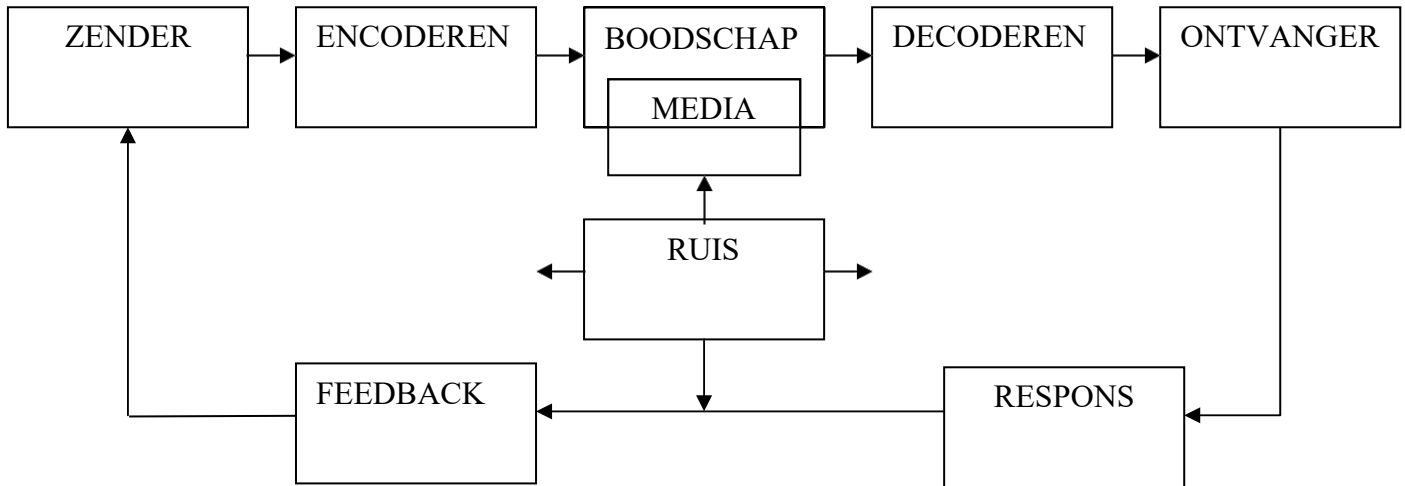 ZENDER
ENCODEREN
BOODSCHAP
MEDIA
DECODEREN
ONTVANGER
RUIS
FEEDBACK
RESPONS